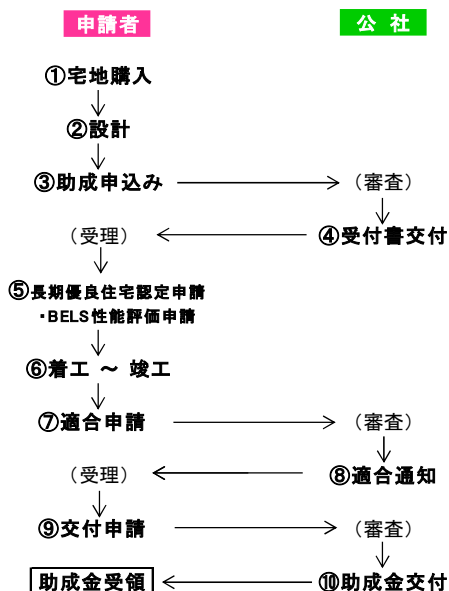 申請者
公社
①宅地購入
②設計
③助成申込み
（審査）
（受理）
④受付書交付
⑤長期優良住宅認定申請
・BELS性能評価申請
⑥着工 ～ 竣工
⑦適合申請
（審査）
（受理）
⑧適合通知
⑨交付申請
（審査）
助成金受領
⑩助成金交付